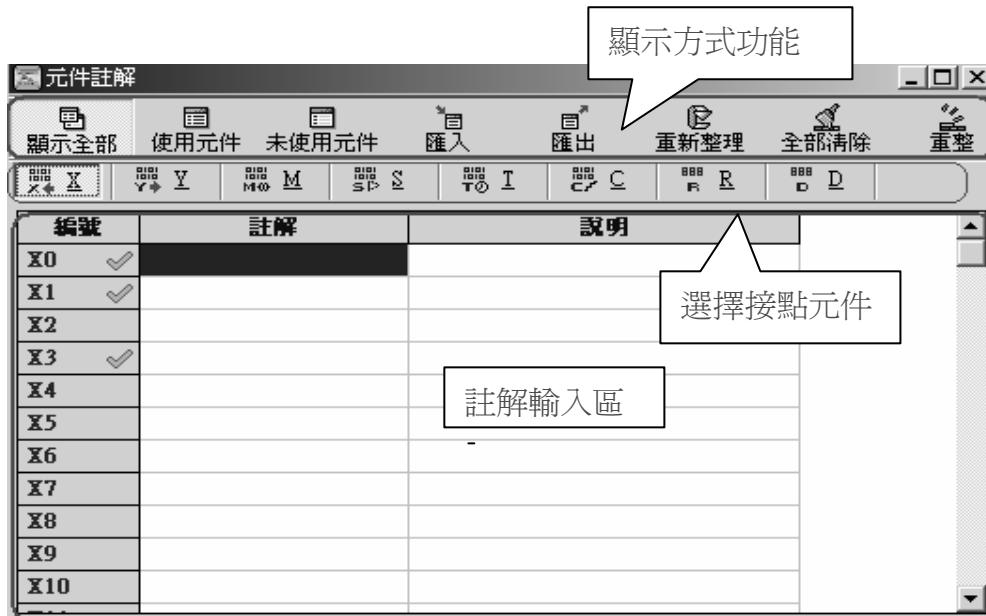 顯示方式功能
元件註解
顯示全部 使用元件 未使用元件 匯入 匯出 重新整理 全部清除 重整
X Y M S T C R D
編號 註解 說明
X0
X1
選擇接點元件
X2
X3
X4
註解輸入區
X5
X6
X7
X8
X9
X10